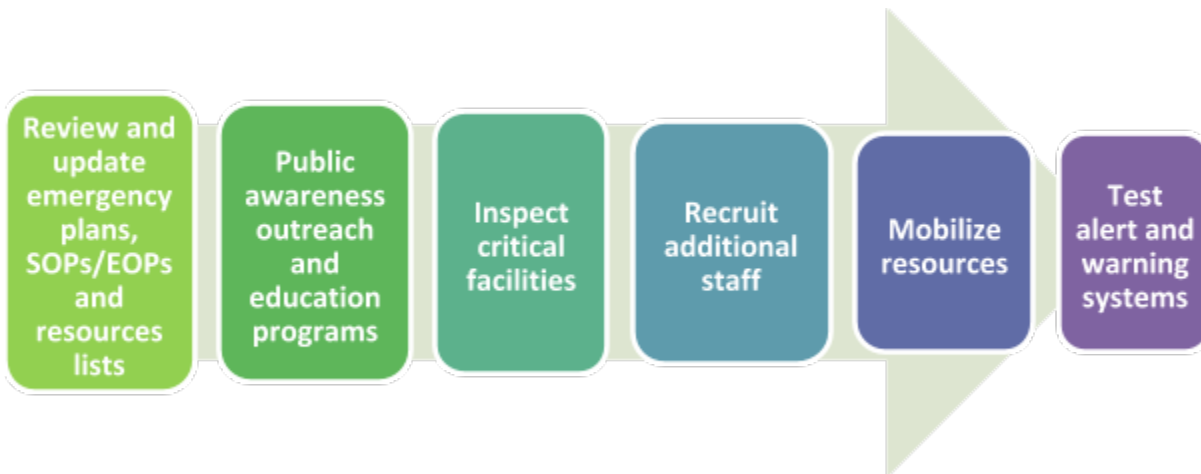 Review and
update
emergency
plans,
SOPs/EOPs
and
resources
lists
Public
awareness
outreach
and
education
programs
Inspect
critical
facilities
Recruit
additional
staff
Mobilize
resources
Test
alert and
warning
systems